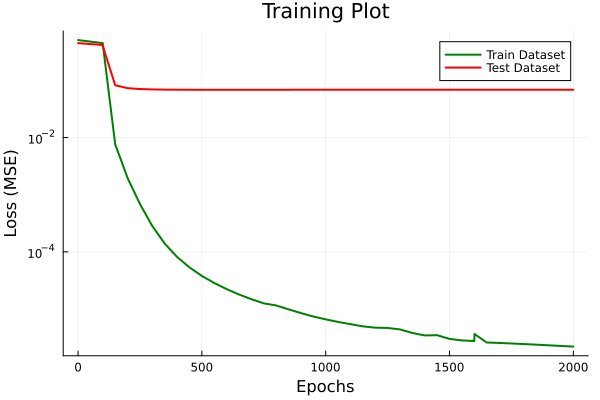 Training Plot
Train Dataset
Test Dataset
Loss (MSE)
10⁻²
10⁻⁴
0 500 1000 1500 2000
Epochs